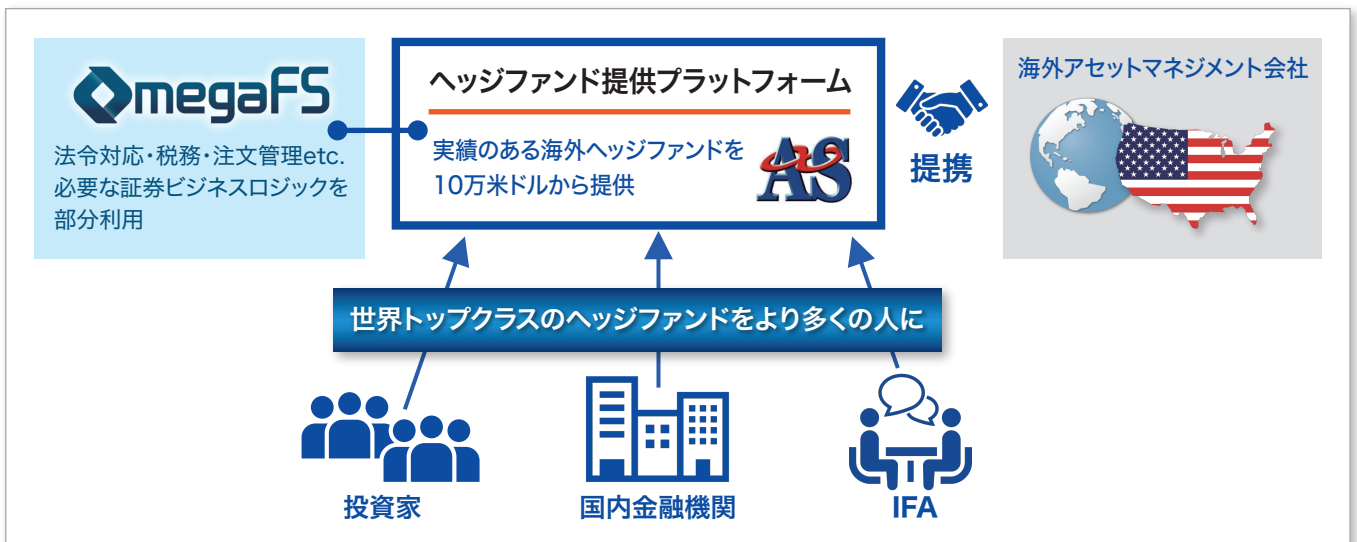 OmegaFS
法令対応・税務・注文管理etc.
必要な証券ビジネスロジックを
部分利用
ヘッジファンド提供プラットフォーム
実績のある海外ヘッジファンドを
10万米ドルから提供
AS
提携
海外アセットマネジメント会社
世界トップクラスのヘッジファンドをより多くの人に
投資家
国内金融機関
IFA